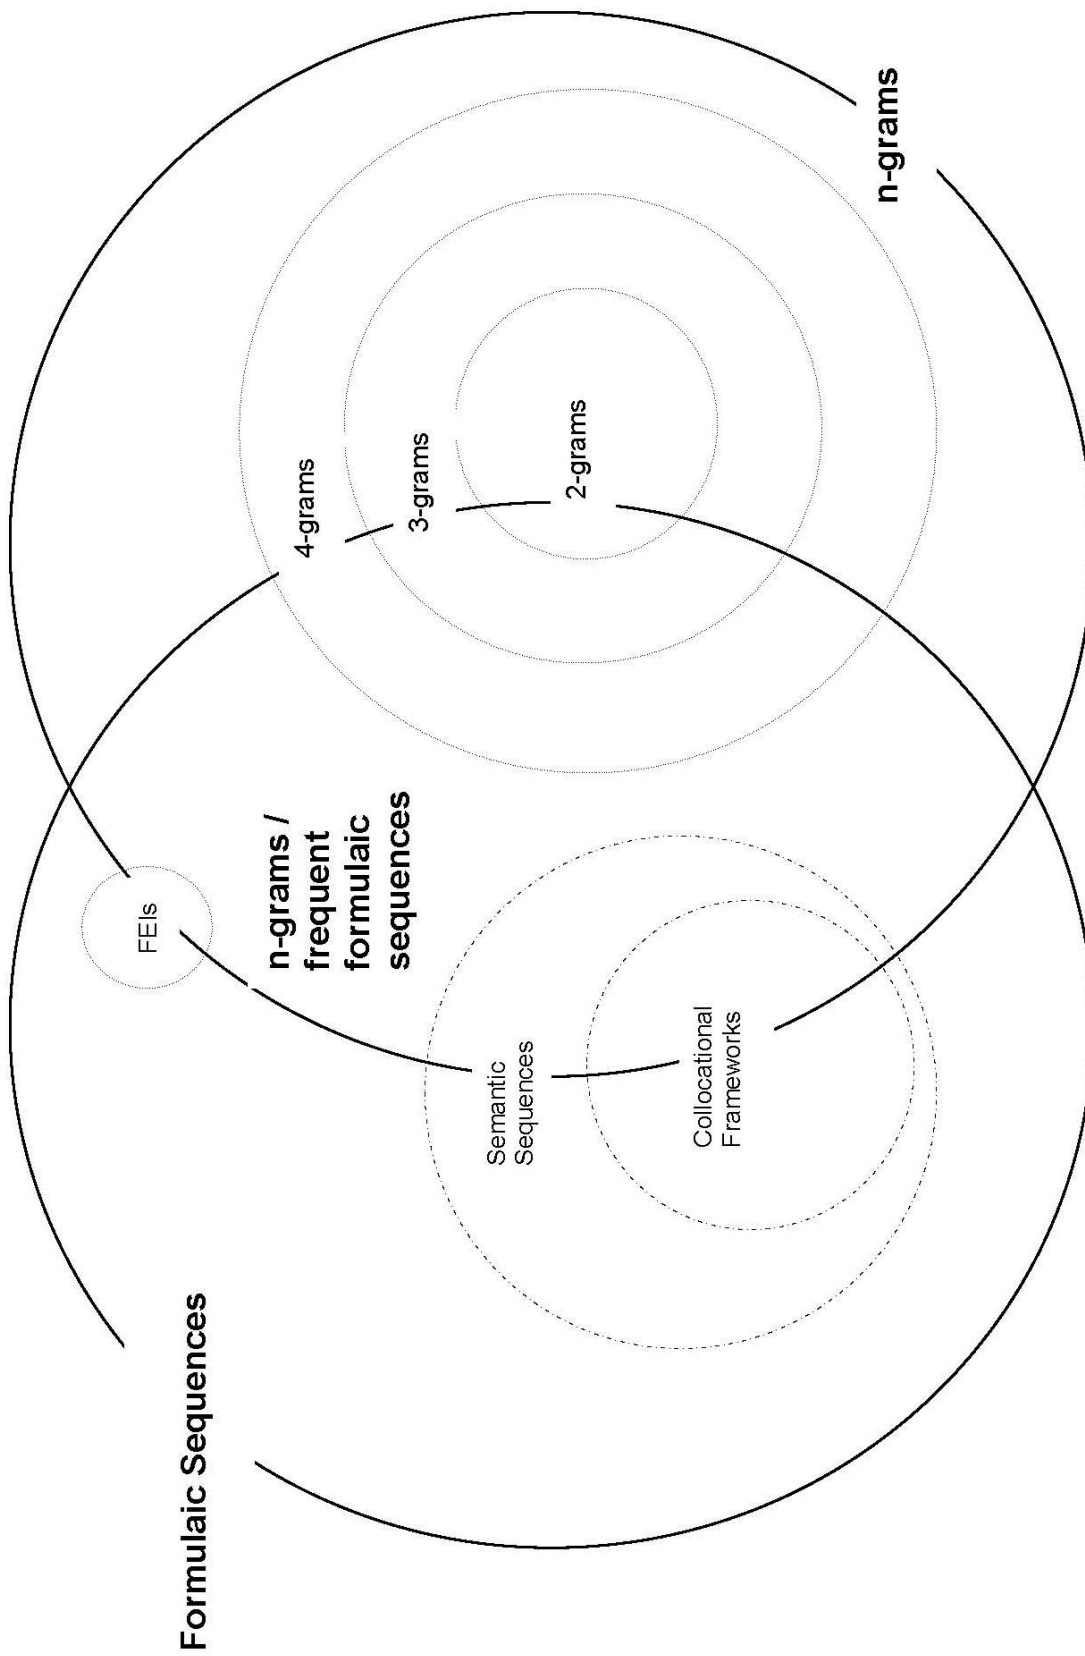 Formulaic Sequences
FEIs
n-grams /
frequent
formulaic
sequences
Semantic
Sequences
Collocational
Frameworks
4-grams
3-grams
2-grams
n-grams